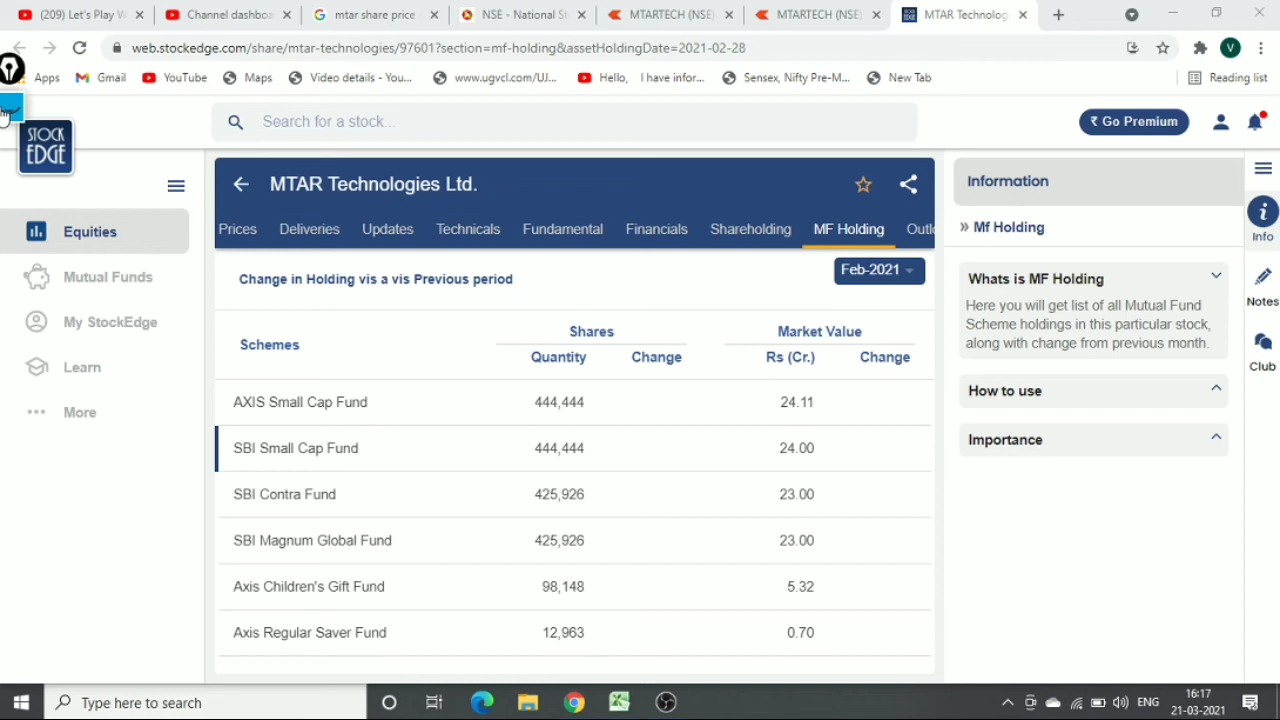 (209) Let's Play W
Channel dashboa
mtar share price
NSE - National St
MARTECH (NSE)
MTARTECH (NSE)
MTAR Technolog
web.stockedge.com/share/mtar-technologies/97601?section=mf-holding&assetHoldingDate=2021-02-28
V
Apps
Gmail
YouTube
Maps
Video details - You...
www.ugvcl.com/UJ...
Hello, I have infor...
Sensex, Nifty Pre-M...
New Tab
Reading list
STOCK
EDGE
Search for a stock...
₹ Go Premium
Equities
Mutual Funds
My StockEdge
Learn
More
MTAR Technologies Ltd.
Prices Deliveries Updates Technicals Fundamental Financials Shareholding MF Holding Outl
Change in Holding vis a vis Previous period
Feb-2021
Schemes
Shares
Market Value
Quantity Change Rs (Cr.) Change
AXIS Small Cap Fund 444,444 24.11
SBI Small Cap Fund 444,444 24.00
SBI Contra Fund 425,926 23.00
SBI Magnum Global Fund 425,926 23.00
Axis Children's Gift Fund 98,148 5.32
Axis Regular Saver Fund 12,963 0.70
Information
» Mf Holding
Whats is MF Holding
Here you will get list of all Mutual Fund
Scheme holdings in this particular stock,
along with change from previous month.
How to use
Importance
Info
Notes
Club
Type here to search
ENG
16:17
21-03-2021